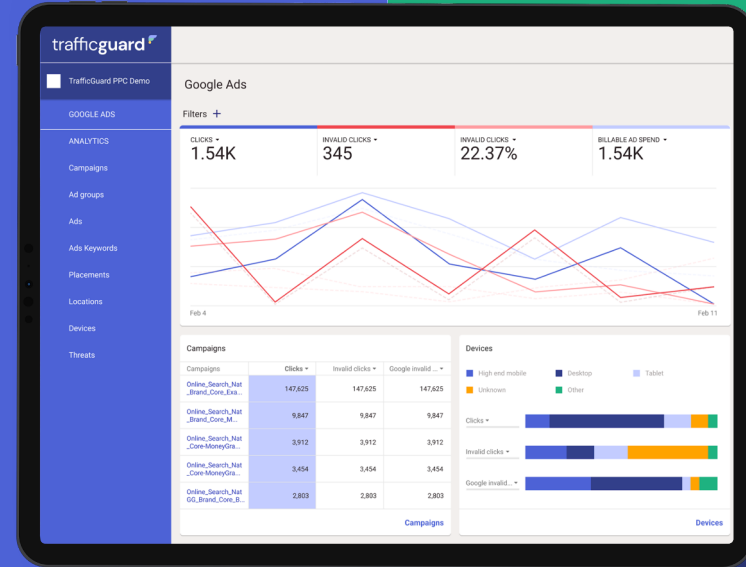 trafficguard
TrafficGuard PPC Demo
GOOGLE ADS
ANALYTICS
Campaigns
Ad groups
Ads
Ads Keywords
Placements
Locations
Devices
Threats
Google Ads
Filters +
CLICKS
1.54K
INVALID CLICKS
345
INVALID CLICKS
22.37%
BILLABLE AD SPEND
1.54K
Feb 4
Feb 11
Campaigns
Campaigns Clicks Invalid clicks Google invalid ...
Online_Search_Nat
_Brand_Core_Exa... 147,625 147,625 147,625
Online_Search_Nat
_Brand_Core_M... 9,847 9,847 9,847
Online_Search_Nat
_Core-MoneyGra... 3,912 3,912 3,912
Online_Search_Nat
_Core-MoneyGra... 3,454 3,454 3,454
Online_Search_Nat
GG_Brand_Core_B... 2,803 2,803 2,803
Campaigns
Devices
High end mobile Desktop Tablet
Unknown Other
Clicks
Invalid clicks
Google invalid...
Devices